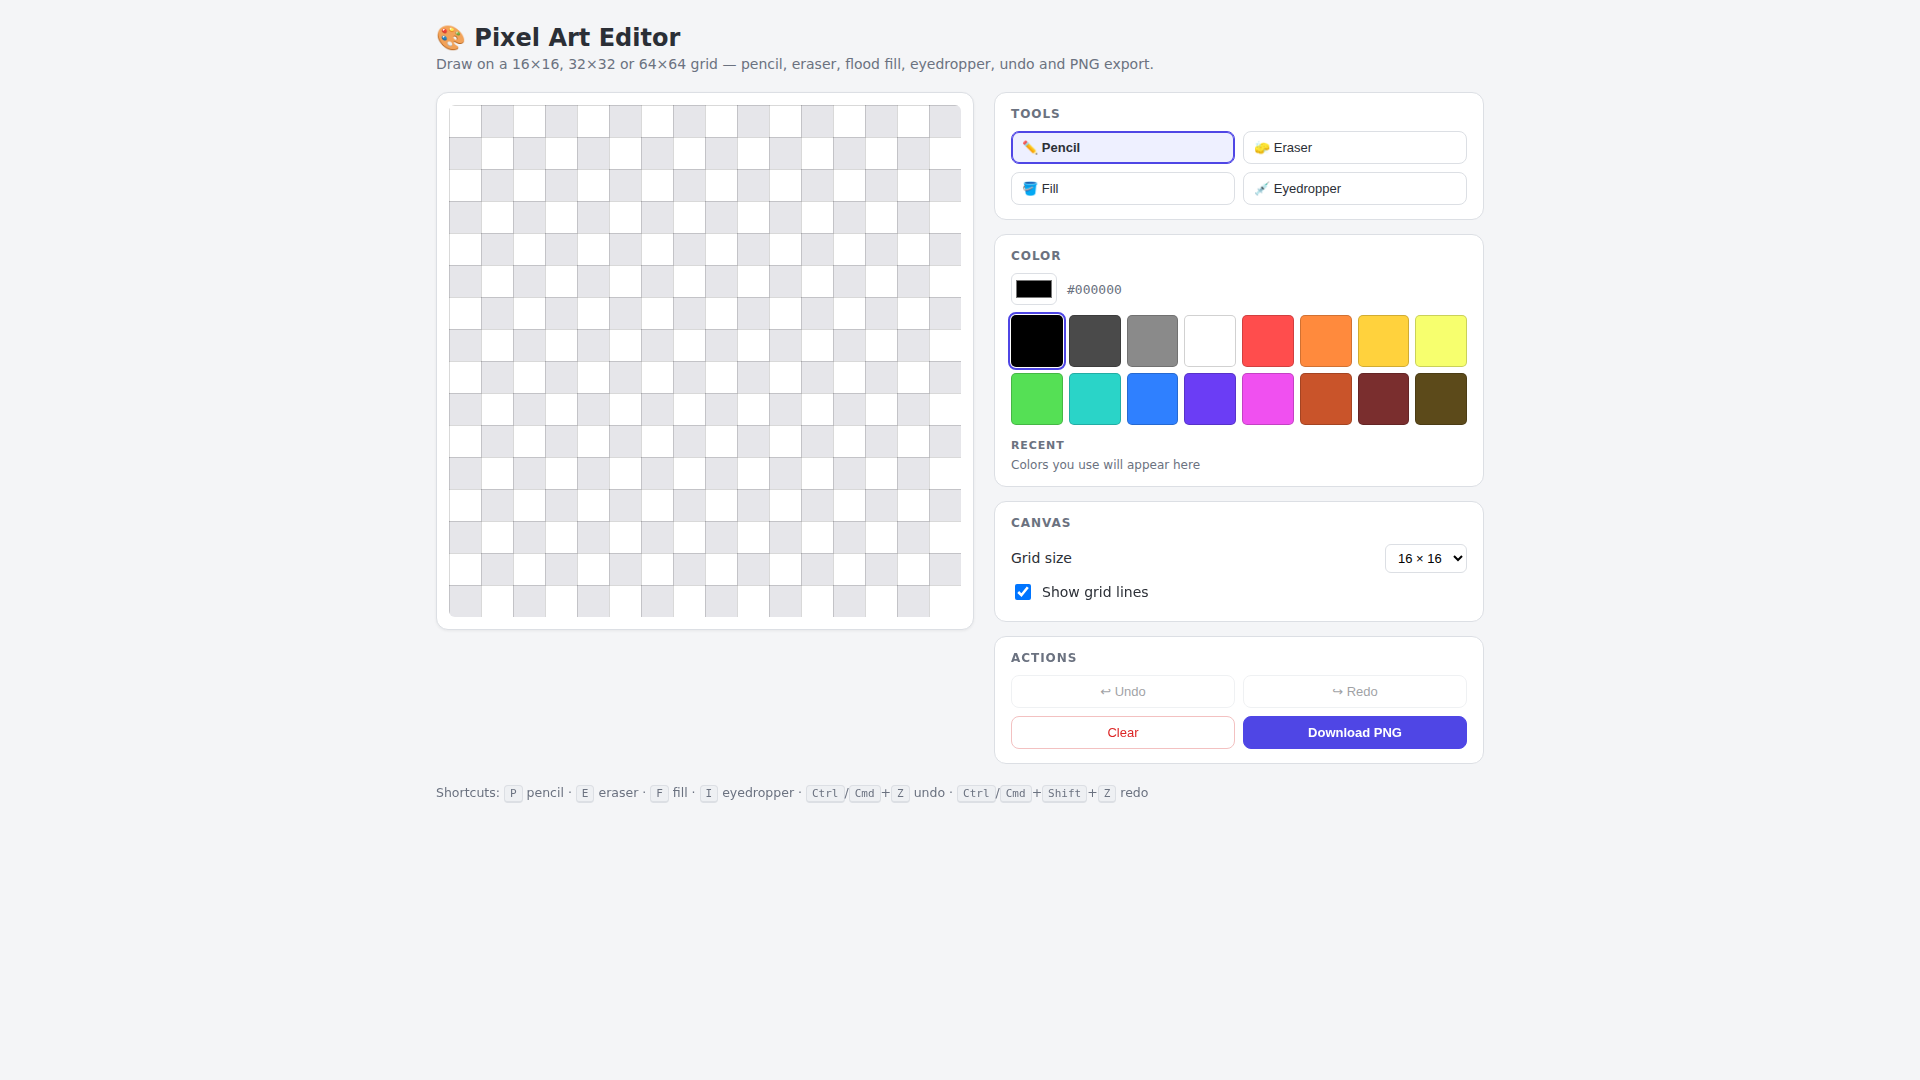 🎨 Pixel Art Editor
Draw on a 16×16, 32×32 or 64×64 grid — pencil, eraser, flood fill, eyedropper, undo and PNG export.
TOOLS
✏️ Pencil
🧽 Eraser
🪣 Fill
💉 Eyedropper
COLOR
#000000
RECENT
Colors you use will appear here
CANVAS
Grid size
16 × 16
Show grid lines
ACTIONS
↩ Undo
↪ Redo
Clear
Download PNG
Shortcuts: P pencil · E eraser · F fill · I eyedropper · Ctrl/Cmd+Z undo · Ctrl/Cmd+Shift+Z redo